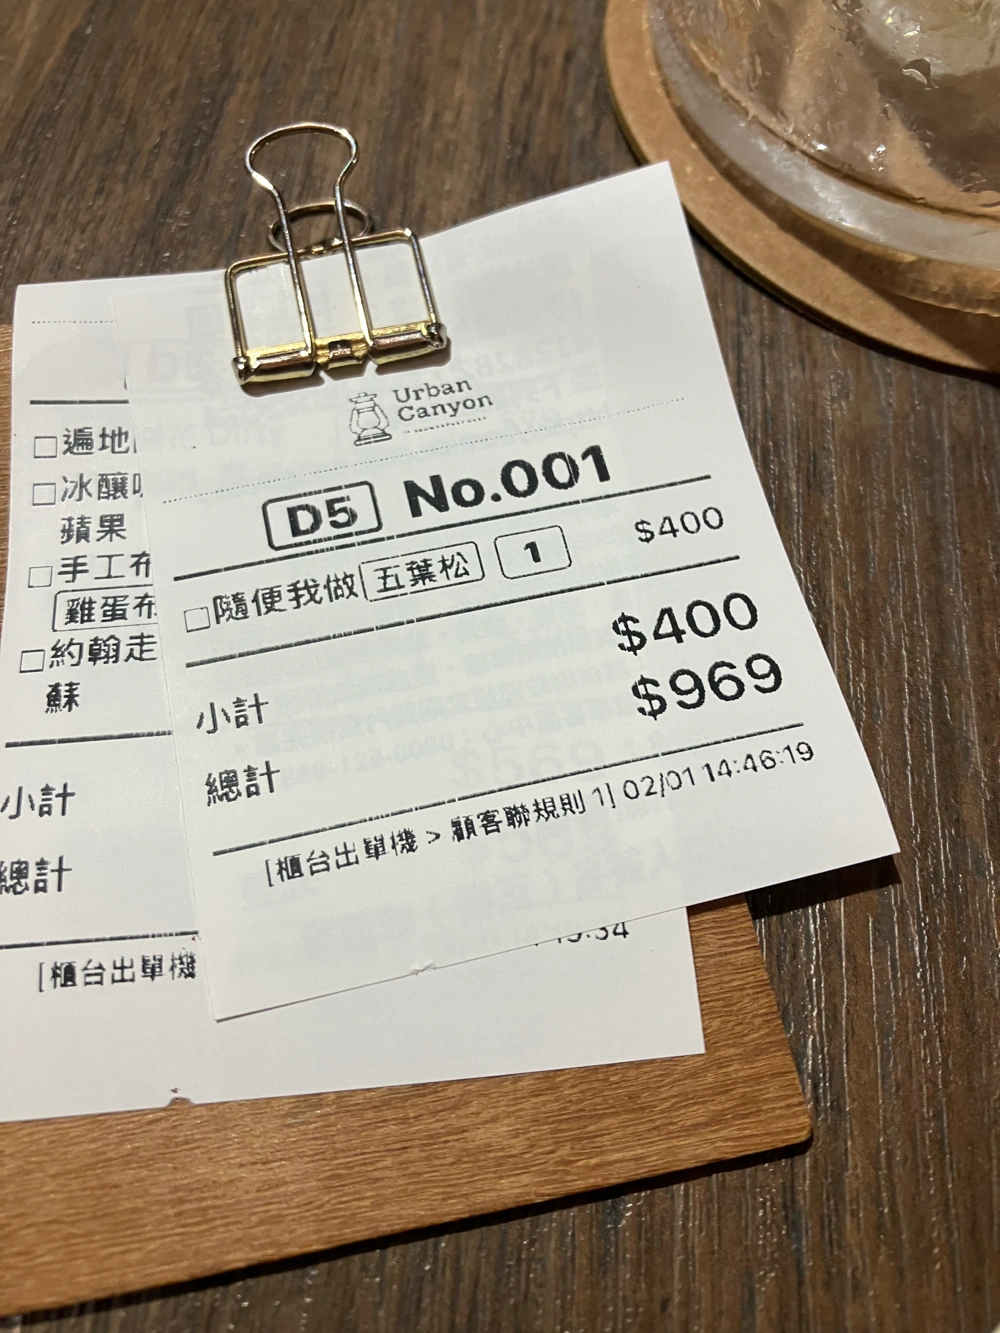 Urban
Canyon
D5 No.001
□隨便我做 五葉松 1 $400
小計 $400
總計 $969
[櫃台出單機 > 顧客聯規則 1] 02/01 14:46:19
□遍地
□冰釀
蘋果
□手工布
雞蛋布
□約翰走
蘇
小計
總計
[櫃台出單機